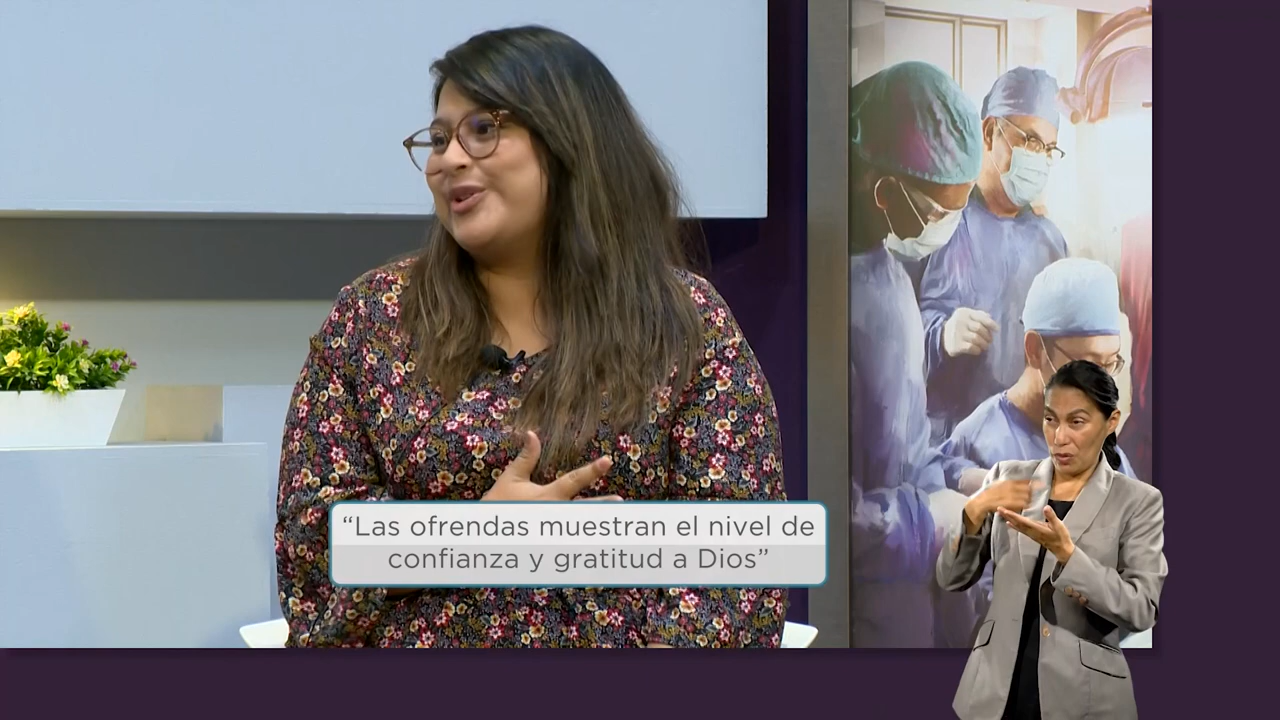 “Las ofrendas muestran el nivel de
confianza y gratitud a Dios”